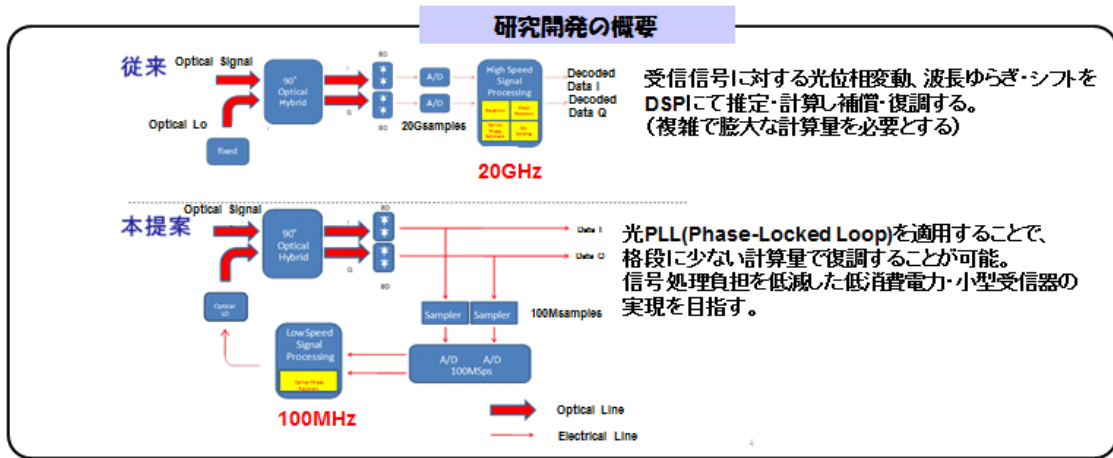 研究開発の概要
従来
Optical Signal
90°
Optical
Hybrid
I
Q
Optical Lo
fixed
BD
BD
A/D
A/D
20Gsamples
High Speed
Signal
Processing
20GHz
Decoded
Data I
Decoded
Data Q
受信信号に対する光位相変動、波長ゆらぎ・シフトを
DSPにて推定・計算し補償・復調する。
(複雑で膨大な計算量を必要とする)
本提案
Optical Signal
90°
Optical
Hybrid
I
Q
Optical
LO
BD
BD
Data I
Data Q
Sampler
Sampler
100Msamples
A/D
A/D
100MSps
Low Speed
Signal
Processing
Carrier Phase
Recovery
100MHz
光PLL(Phase-Locked Loop)を適用することで、
格段に少ない計算量で復調することが可能。
信号処理負担を低減した低消費電力・小型受信器の
実現を目指す。
Optical Line
Electrical Line
4